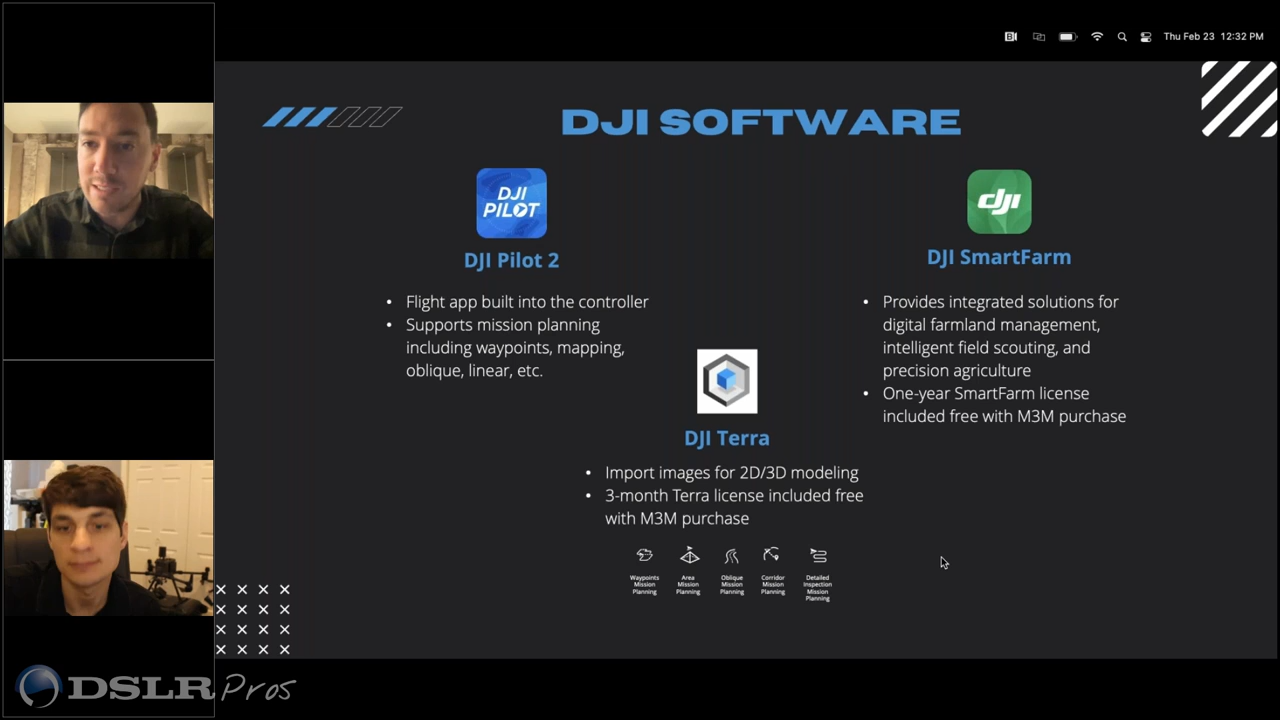 Thu Feb 23 12:32 PM
DJI SOFTWARE
DJI
PILOT
DJI Pilot 2
• Flight app built into the controller
• Supports mission planning
including waypoints, mapping,
oblique, linear, etc.
dji
DJI SmartFarm
• Provides integrated solutions for
digital farmland management,
intelligent field scouting, and
precision agriculture
• One-year SmartFarm license
included free with M3M purchase
DJI Terra
• Import images for 2D/3D modeling
• 3-month Terra license included free
with M3M purchase
Waypoints
Mission
Planning
Area
Mission
Planning
Oblique
Mission
Planning
Corridor
Mission
Planning
Detailed
Inspection
Mission
Planning
DSLR Pros